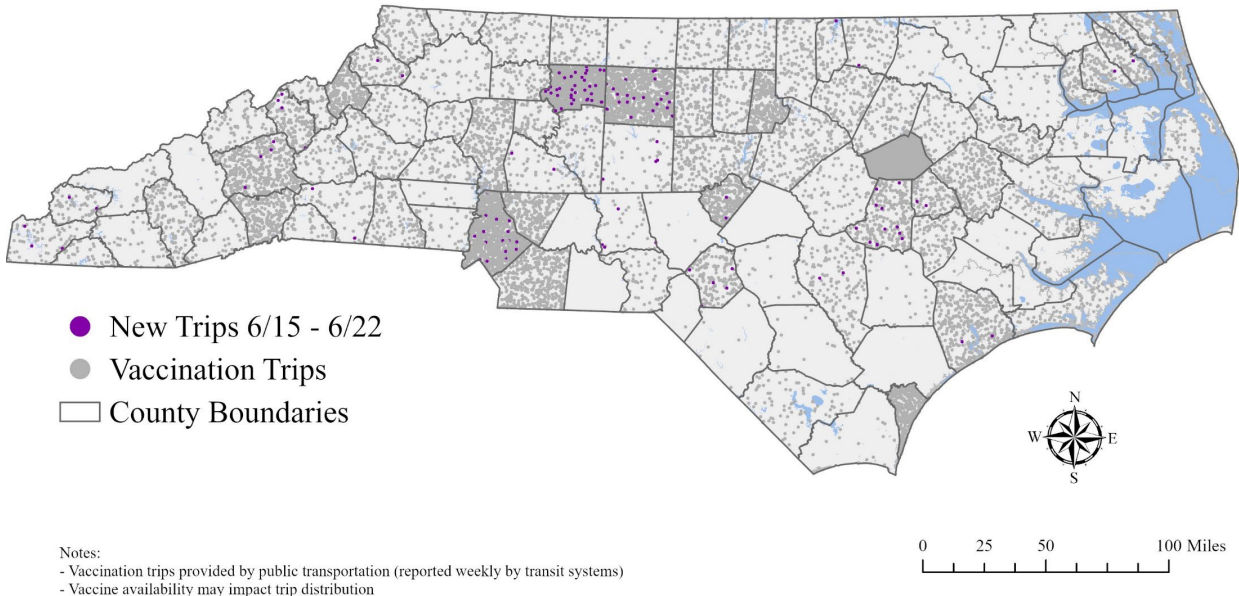 New Trips 6/15 - 6/22
Vaccination Trips
County Boundaries
N
W E
S
0 25 50 100 Miles
Notes:
- Vaccination trips provided by public transportation (reported weekly by transit systems)
- Vaccine availability may impact trip distribution